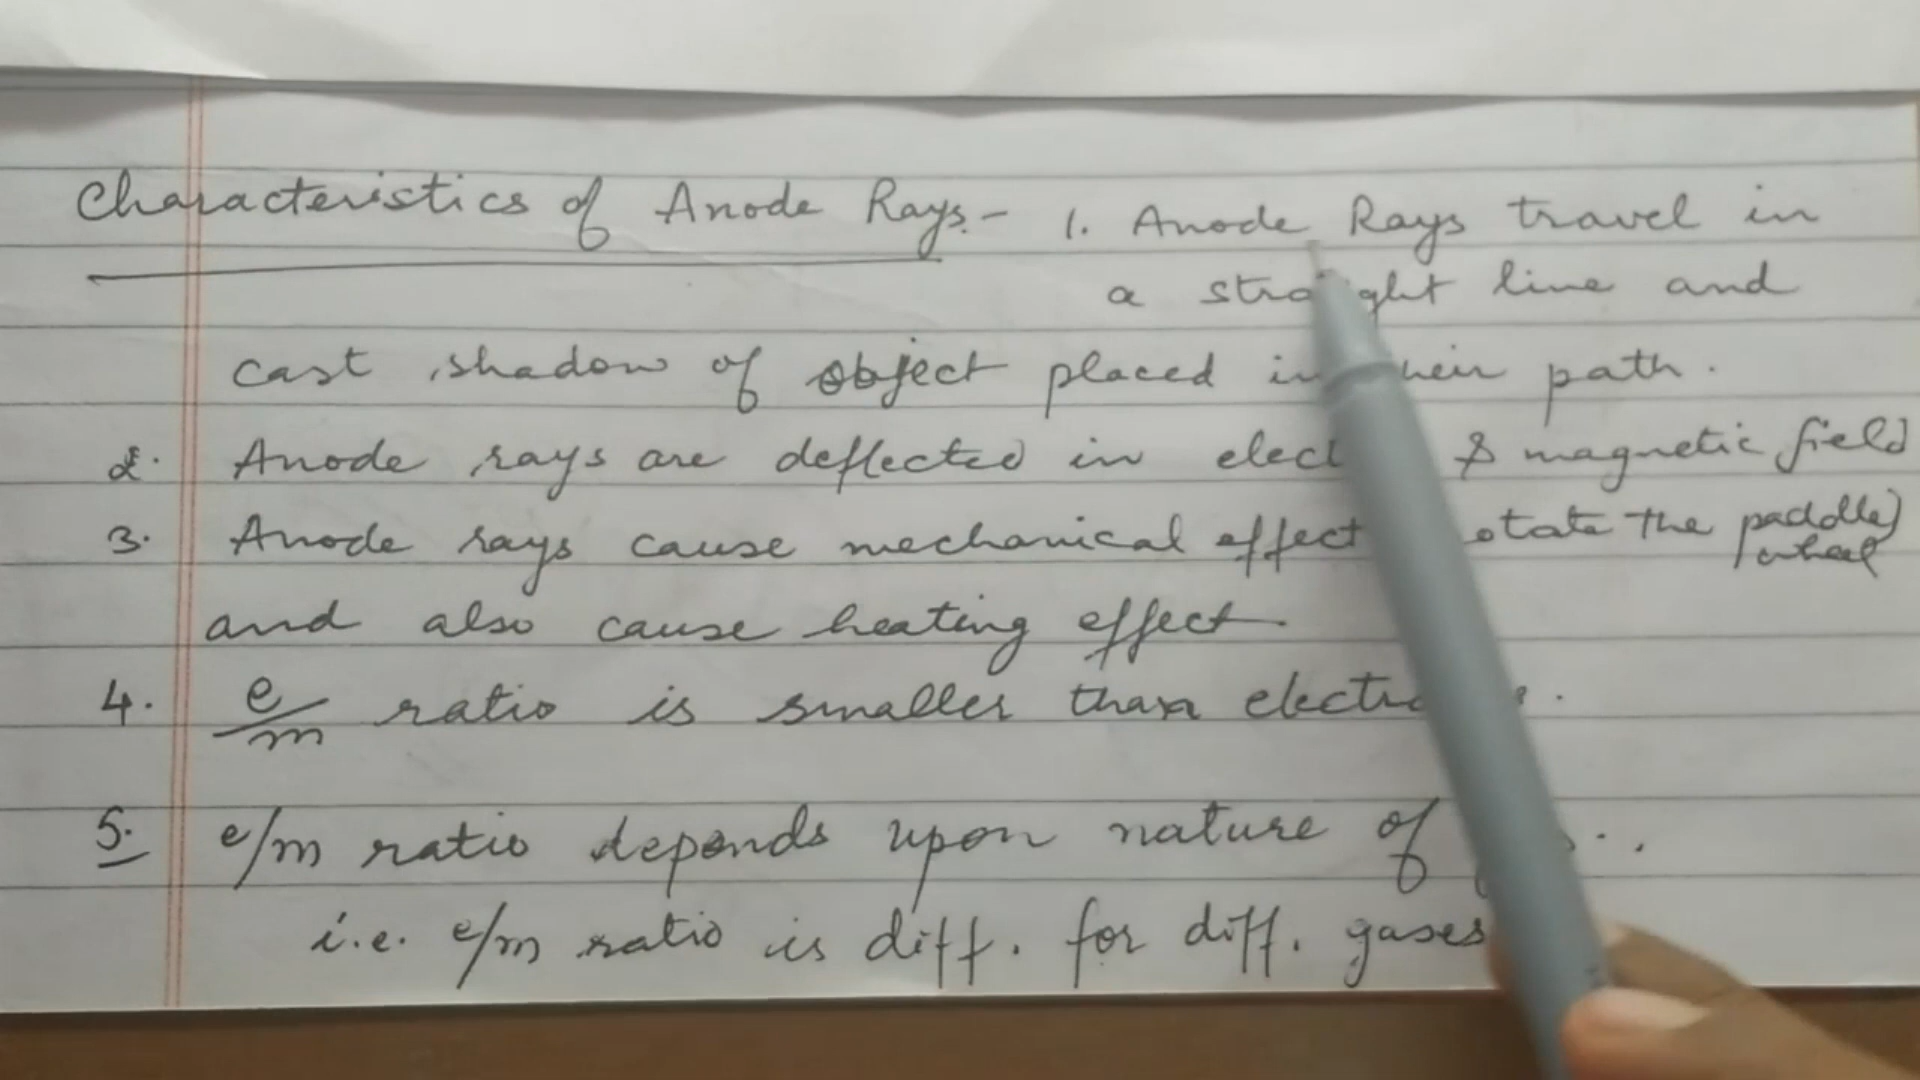 Characteristics of Anode Rays.- 1. Anode Rays travel in
a straight line and
cast shadow of object placed in their path.
2. Anode rays are deflected in elect & magnetic field
3. Anode rays cause mechanical effect otate the paddle)
wheel
and also cause heating effect.
4. e/m ratio is smaller than electro
5. e/m ratio depends upon nature of
i.e. e/m ratio is diff. for diff. gases